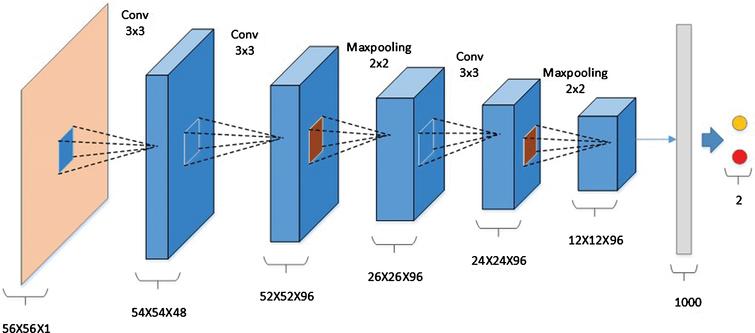 Conv
3x3
Conv
3x3
Maxpooling
2x2
Conv
3x3
Maxpooling
2x2
56X56X1
54X54X48
52X52X96
26X26X96
24X24X96
12X12X96
1000
2